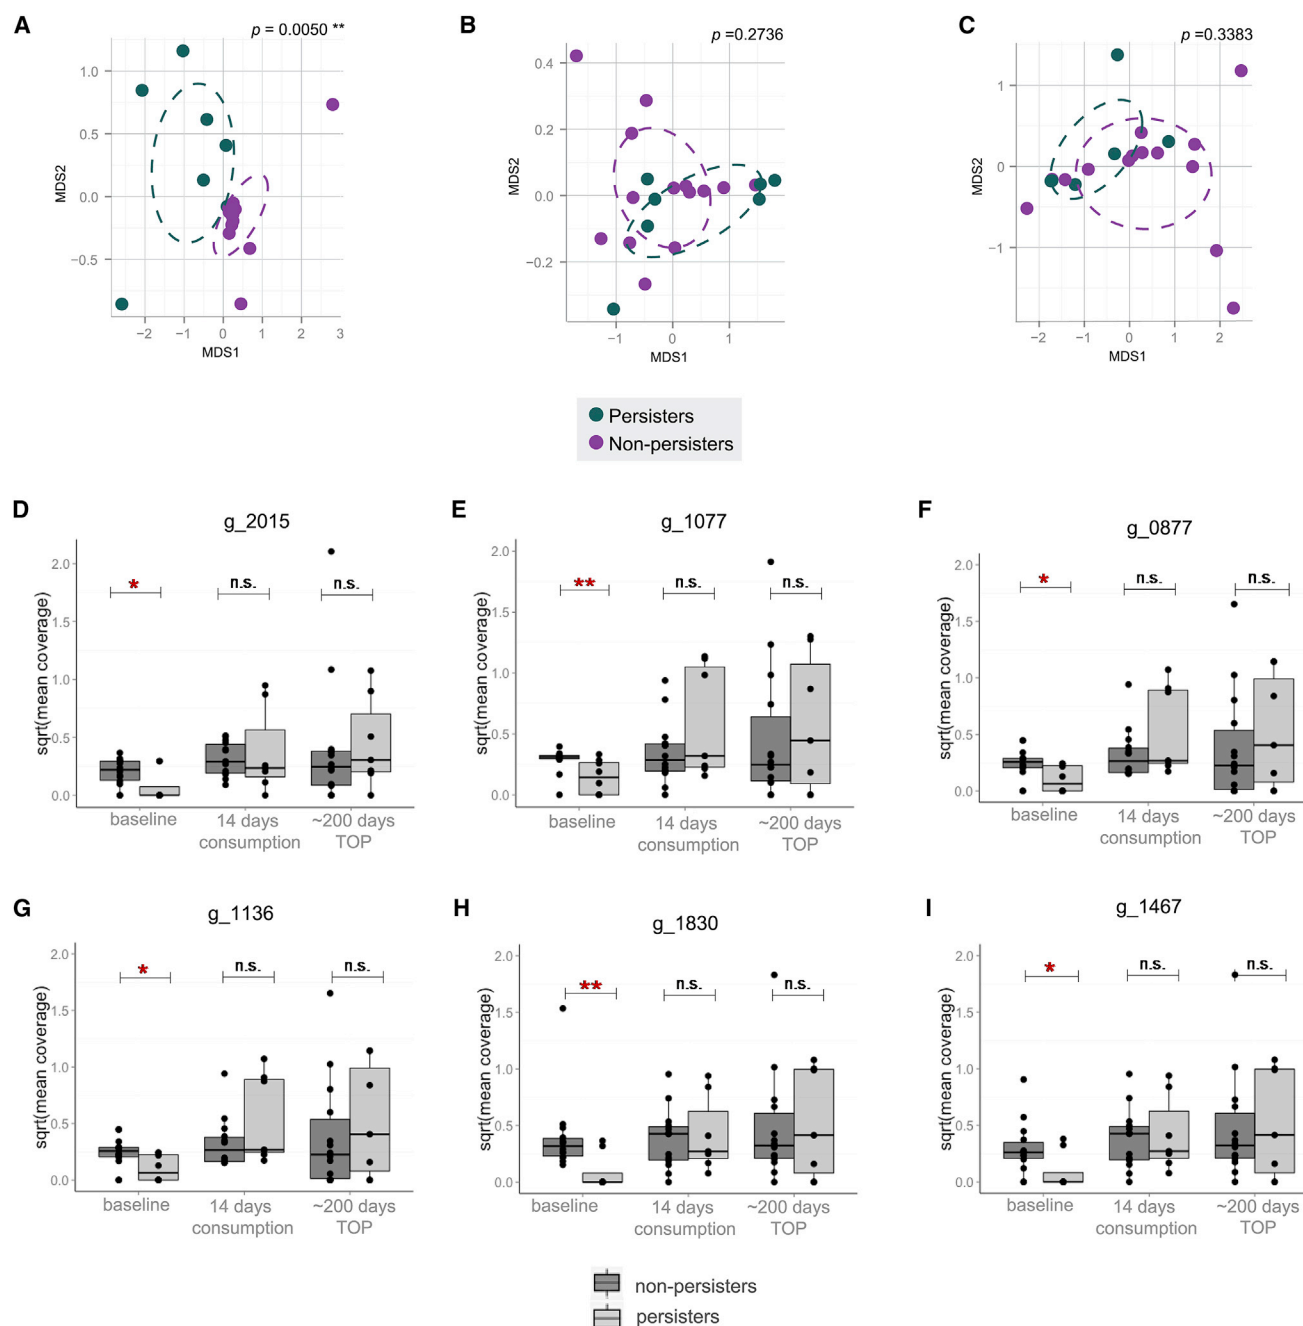 A
p = 0.0050 **
1.0
0.5
0.0
−0.5
MDS2
−2
−1
0
1
2
3
MDS1
B
p =0.2736
0.4
0.2
0.0
−0.2
MDS2
−1
0
1
MDS1
C
p =0.3383
1
0
−1
MDS2
−2
−1
0
1
2
MDS1
Persisters
Non-persisters
D
g_2015
2.0
1.5
1.0
0.5
0.0
sqrt(mean coverage)
*
n.s.
n.s.
baseline
14 days
consumption
~200 days
TOP
E
g_1077
2.0
1.5
1.0
0.5
0.0
sqrt(mean coverage)
**
n.s.
n.s.
baseline
14 days
consumption
~200 days
TOP
F
g_0877
2.0
1.5
1.0
0.5
0.0
sqrt(mean coverage)
*
n.s.
n.s.
baseline
14 days
consumption
~200 days
TOP
G
g_1136
2.0
1.5
1.0
0.5
0.0
sqrt(mean coverage)
*
n.s.
n.s.
baseline
14 days
consumption
~200 days
TOP
H
g_1830
2.0
1.5
1.0
0.5
0.0
sqrt(mean coverage)
**
n.s.
n.s.
baseline
14 days
consumption
~200 days
TOP
I
g_1467
2.0
1.5
1.0
0.5
0.0
sqrt(mean coverage)
*
n.s.
n.s.
baseline
14 days
consumption
~200 days
TOP
non-persisters
persisters